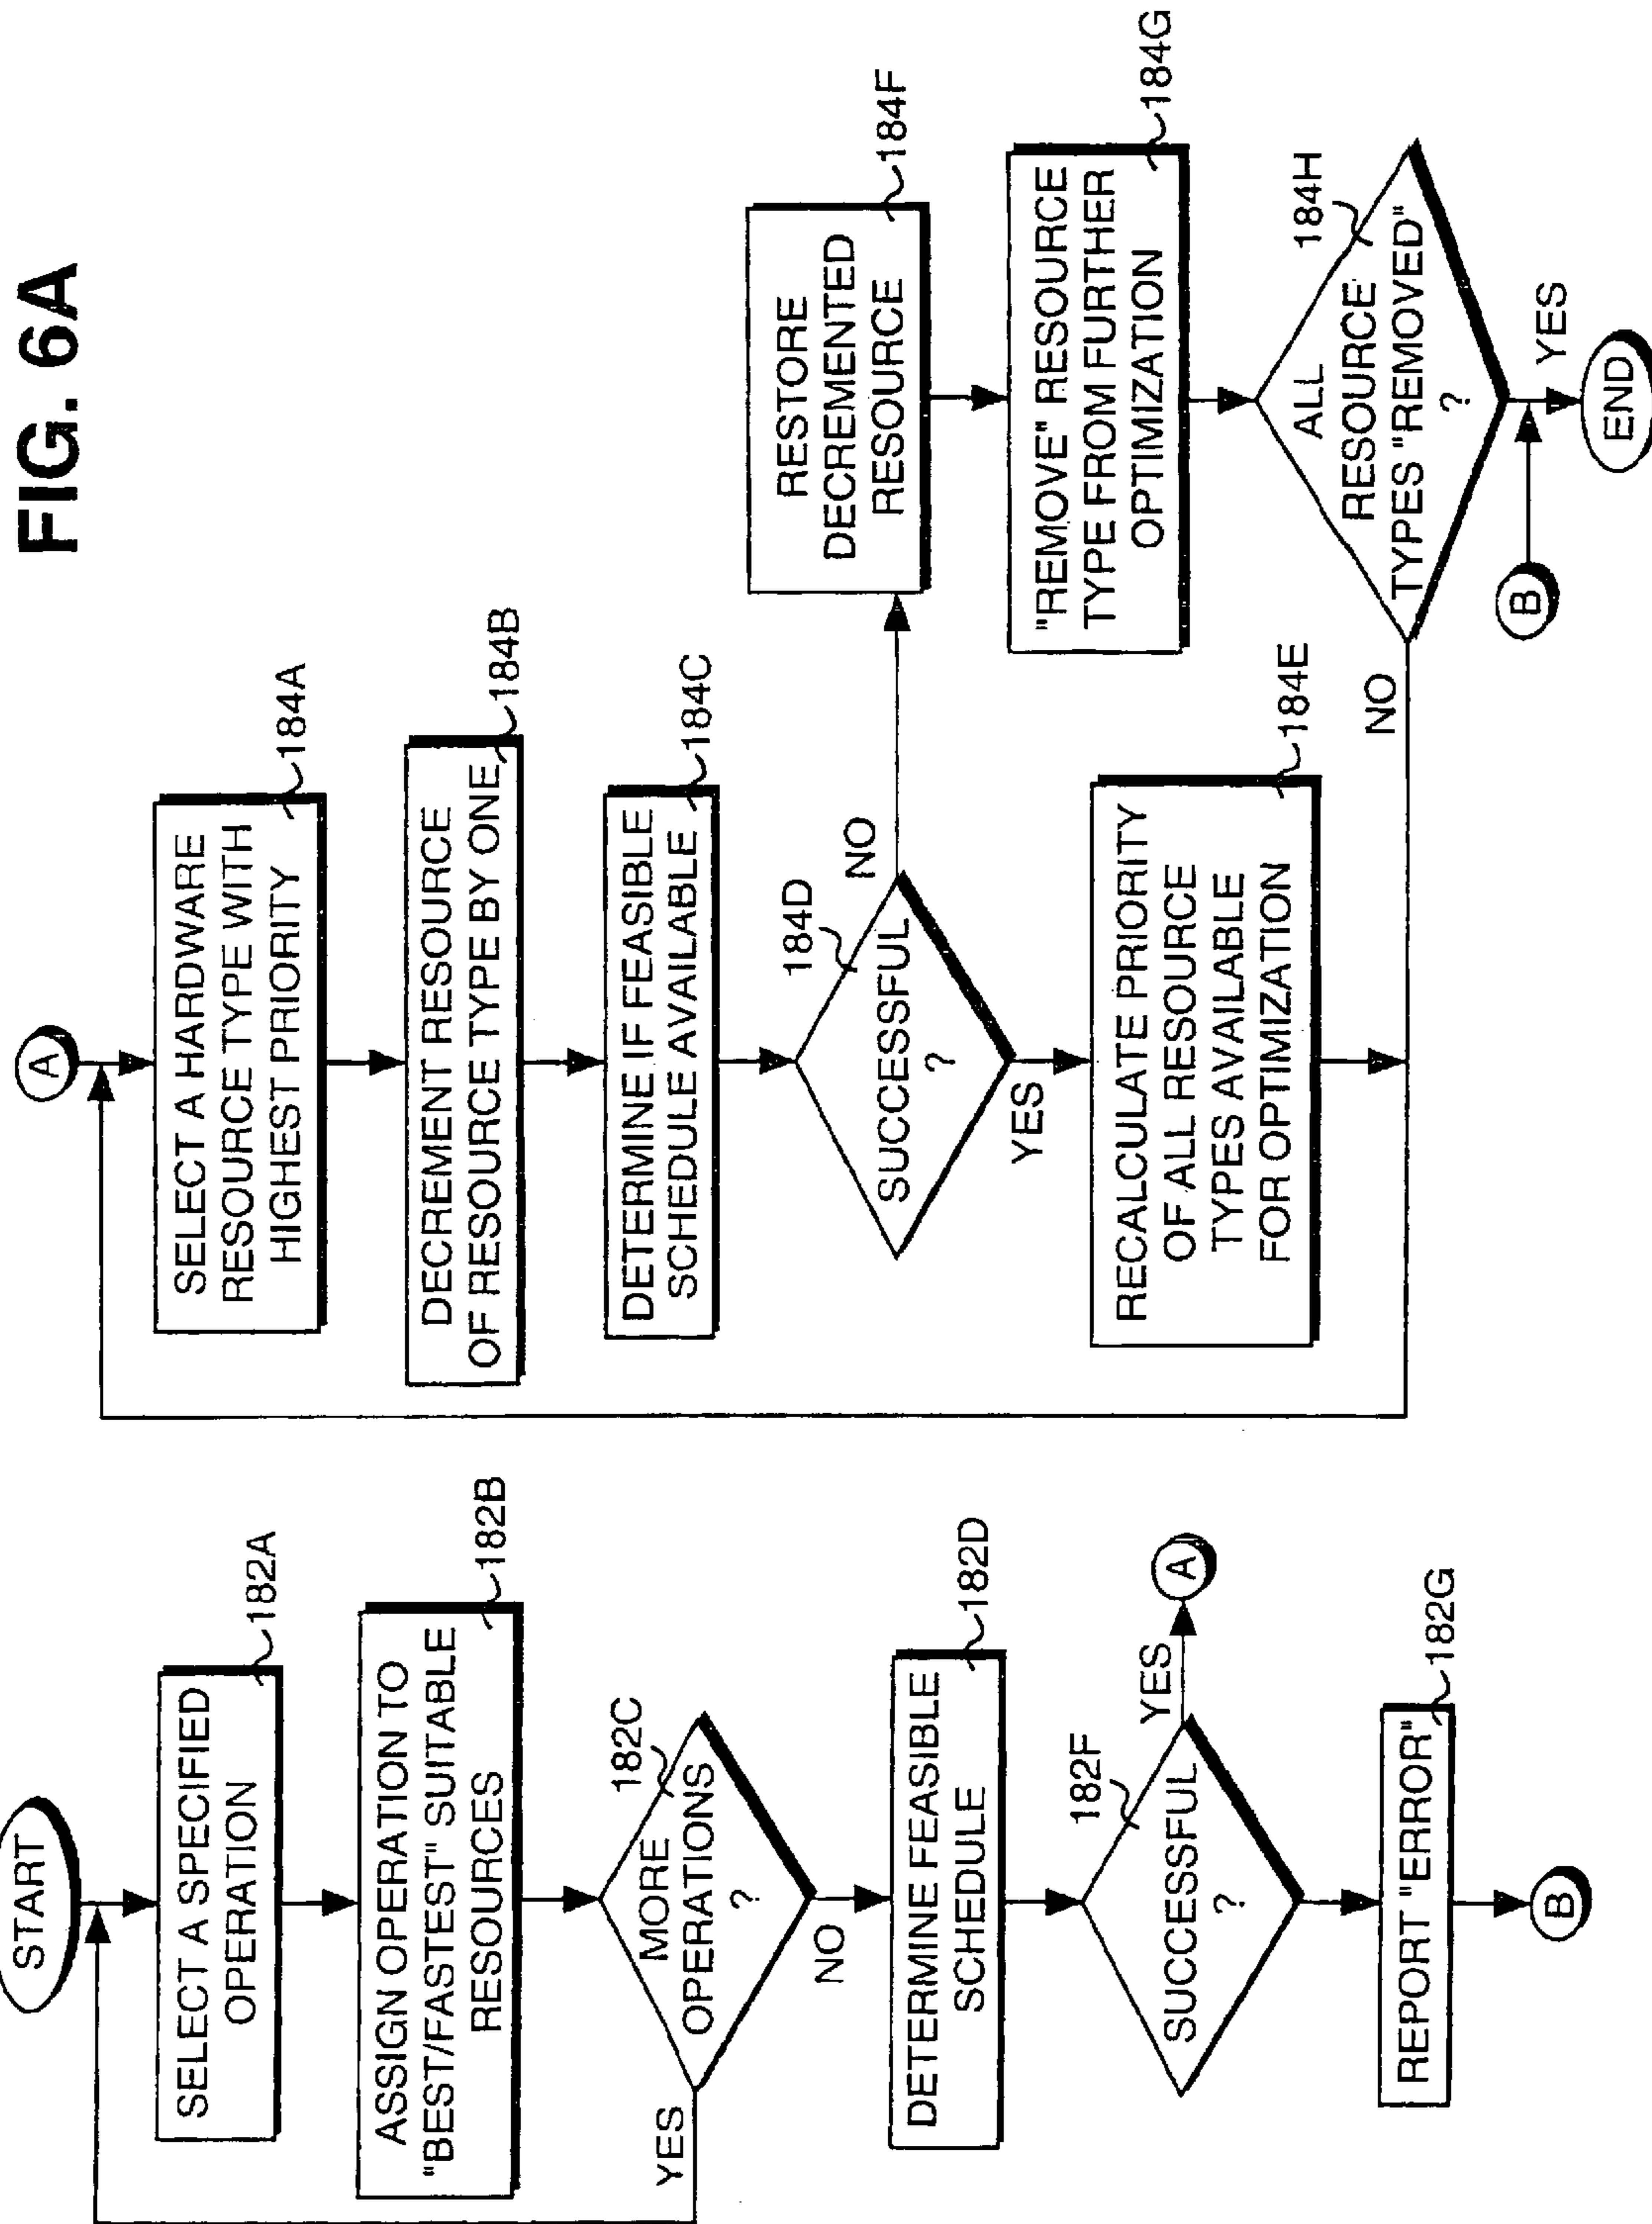 FIG. 6A
START
SELECT A SPECIFIED
OPERATION
182A
ASSIGN OPERATION TO
"BEST/FASTEST" SUITABLE
RESOURCES
182B
MORE
OPERATIONS
?
182C
YES
NO
DETERMINE FEASIBLE
SCHEDULE
182D
SUCCESSFUL
?
182F
YES
A
REPORT "ERROR"
182G
B
A
SELECT A HARDWARE
RESOURCE TYPE WITH
HIGHEST PRIORITY
184A
DECREMENT RESOURCE
OF RESOURCE TYPE BY ONE
184B
DETERMINE IF FEASIBLE
SCHEDULE AVAILABLE
184C
SUCCESSFUL
?
184D
NO
YES
RECALCULATE PRIORITY
OF ALL RESOURCE
TYPES AVAILABLE
FOR OPTIMIZATION
184E
RESTORE
DECREMENTED
RESOURCE
184F
"REMOVE" RESOURCE
TYPE FROM FURTHER
OPTIMIZATION
184G
ALL
RESOURCE
TYPES "REMOVED"
?
184H
NO
YES
B
END